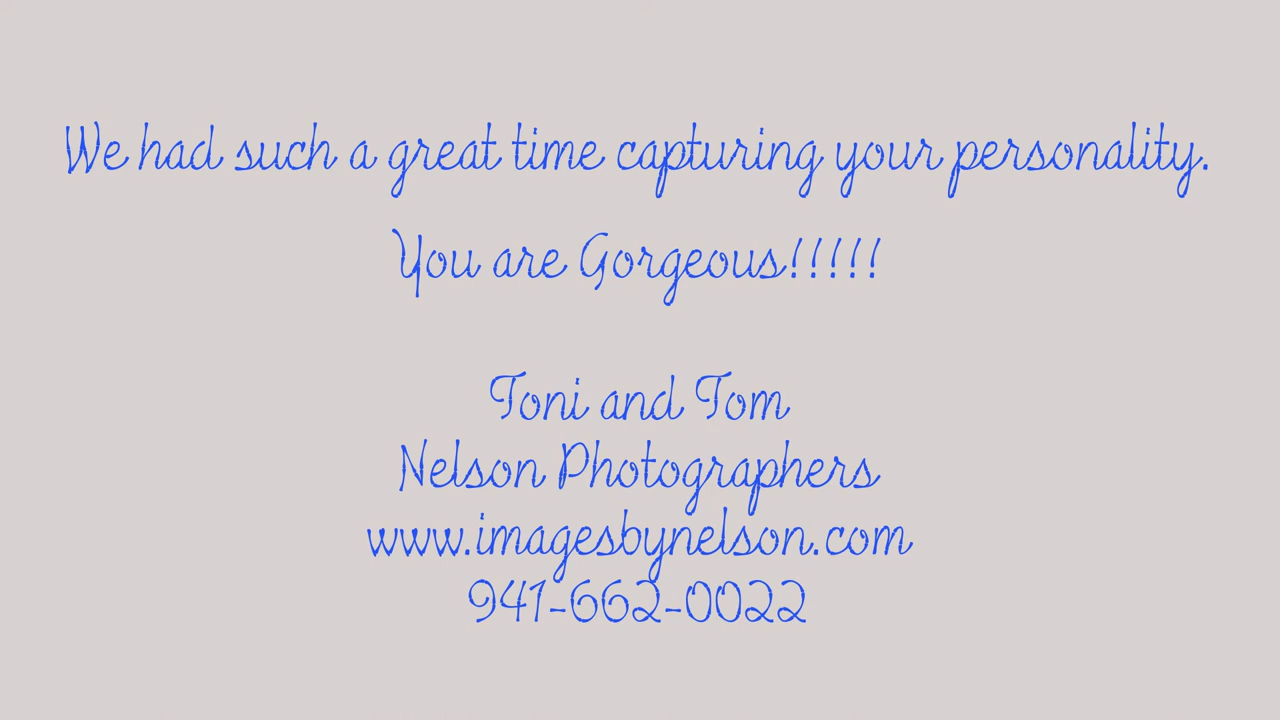 We had such a great time capturing your personality.
You are Gorgeous!!!!!
Toni and Tom
Nelson Photographers
www.imagesbynelson.com
941-662-0022